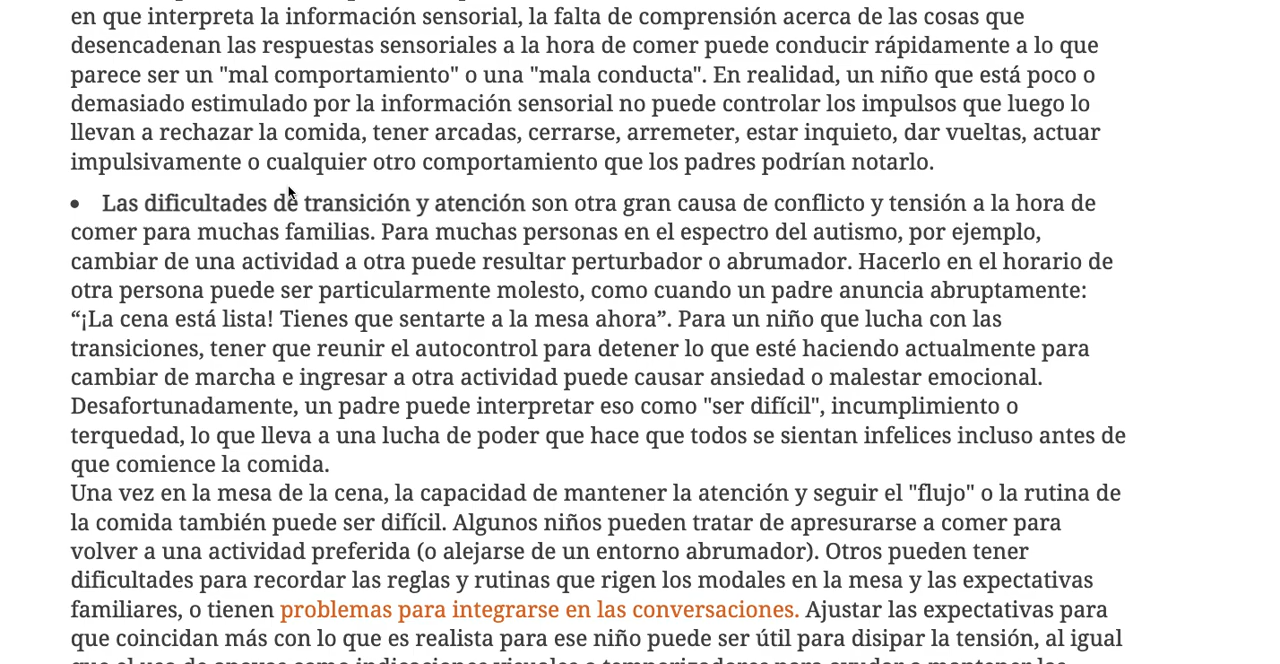 en que interpreta la información sensorial, la falta de comprensión acerca de las cosas que
desencadenan las respuestas sensoriales a la hora de comer puede conducir rápidamente a lo que
parece ser un "mal comportamiento" o una "mala conducta". En realidad, un niño que está poco o
demasiado estimulado por la información sensorial no puede controlar los impulsos que luego lo
llevan a rechazar la comida, tener arcadas, cerrarse, arremeter, estar inquieto, dar vueltas, actuar
impulsivamente o cualquier otro comportamiento que los padres podrían notarlo.
• Las dificultades de transición y atención son otra gran causa de conflicto y tensión a la hora de
comer para muchas familias. Para muchas personas en el espectro del autismo, por ejemplo,
cambiar de una actividad a otra puede resultar perturbador o abrumador. Hacerlo en el horario de
otra persona puede ser particularmente molesto, como cuando un padre anuncia abruptamente:
“¡La cena está lista! Tienes que sentarte a la mesa ahora”. Para un niño que lucha con las
transiciones, tener que reunir el autocontrol para detener lo que esté haciendo actualmente para
cambiar de marcha e ingresar a otra actividad puede causar ansiedad o malestar emocional.
Desafortunadamente, un padre puede interpretar eso como "ser difícil", incumplimiento o
terquedad, lo que lleva a una lucha de poder que hace que todos se sientan infelices incluso antes de
que comience la comida.
Una vez en la mesa de la cena, la capacidad de mantener la atención y seguir el "flujo" o la rutina de
la comida también puede ser difícil. Algunos niños pueden tratar de apresurarse a comer para
volver a una actividad preferida (o alejarse de un entorno abrumador). Otros pueden tener
dificultades para recordar las reglas y rutinas que rigen los modales en la mesa y las expectativas
familiares, o tienen problemas para integrarse en las conversaciones. Ajustar las expectativas para
que coincidan más con lo que es realista para ese niño puede ser útil para disipar la tensión, al igual